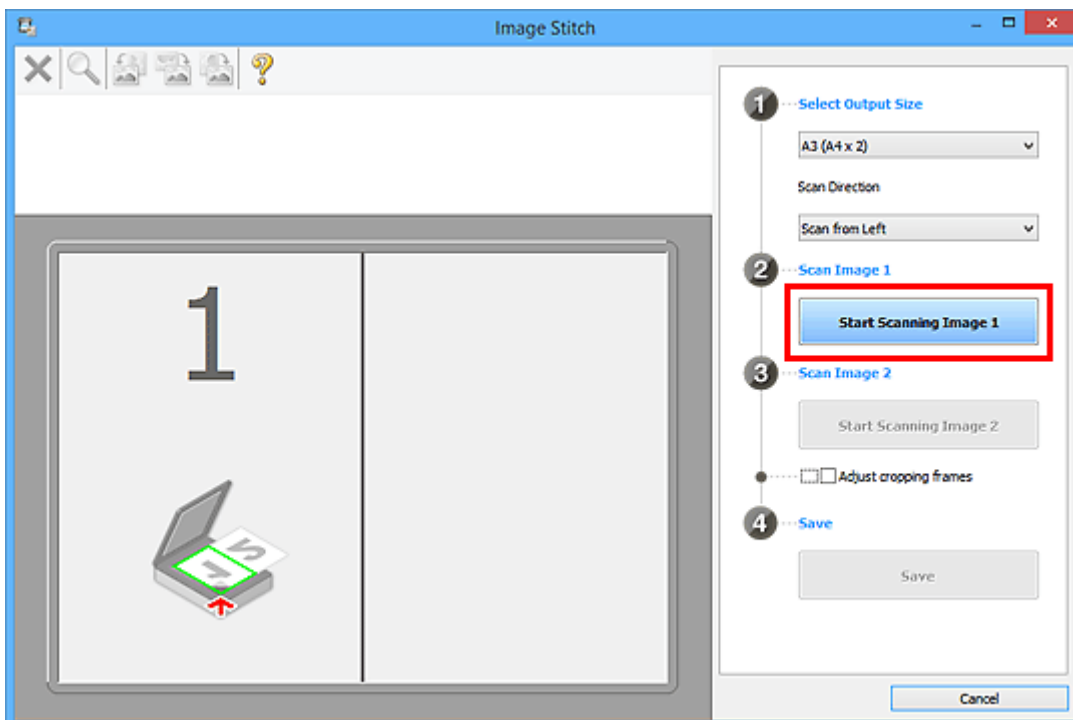 Image Stitch
1 Select Output Size
A3 (A4 x 2)
Scan Direction
Scan from Left
2 Scan Image 1
Start Scanning Image 1
3 Scan Image 2
Start Scanning Image 2
Adjust cropping frames
4 Save
Save
Cancel
1
1 2